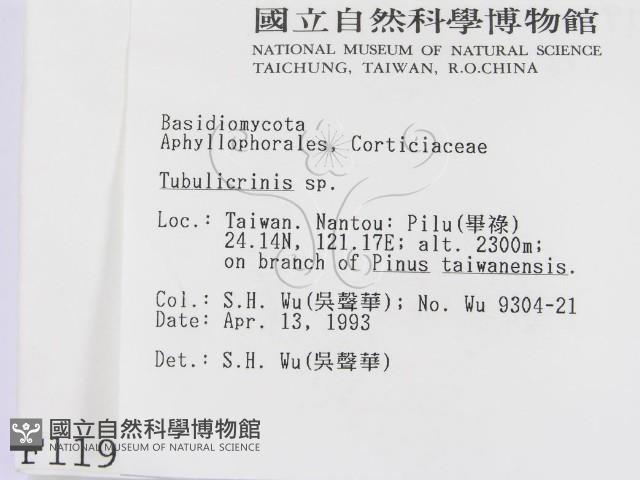 國立自然科學博物館
NATIONAL MUSEUM OF NATURAL SCIENCE
TAICHUNG, TAIWAN, R.O.CHINA
Basidiomycota
Aphyllophorales, Corticiaceae
Tubulicrinis sp.
Loc.: Taiwan. Nantou: Pilu(畢祿)
24.14N, 121.17E; alt. 2300m;
on branch of Pinus taiwanensis.
Col.: S.H. Wu(吳聲華); No. Wu 9304-21
Date: Apr. 13, 1993
Det.: S.H. Wu(吳聲華)
國立自然科學博物館
NATIONAL MUSEUM OF NATURAL SCIENCE
F119